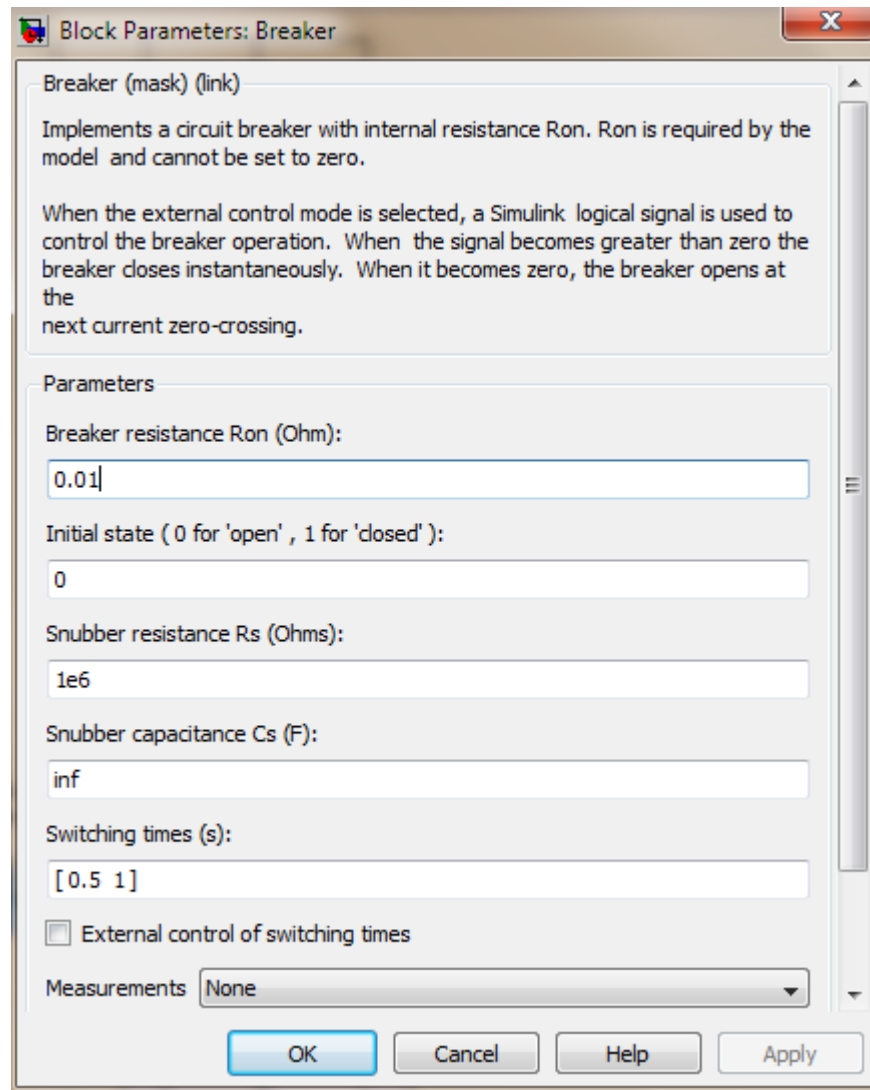 Block Parameters: Breaker
Breaker (mask) (link)
Implements a circuit breaker with internal resistance Ron. Ron is required by the
model  and cannot be set to zero.
When the external control mode is selected, a Simulink  logical signal is used to
control the breaker operation.  When  the signal becomes greater than zero the
breaker closes instantaneously.  When it becomes zero, the breaker opens at
the
next current zero-crossing.
Parameters
Breaker resistance Ron (Ohm):
0.01
Initial state ( 0 for 'open' , 1 for 'closed' ):
0
Snubber resistance Rs (Ohms):
1e6
Snubber capacitance Cs (F):
inf
Switching times (s):
[ 0.5  1]
External control of switching times
Measurements None
OK Cancel Help Apply